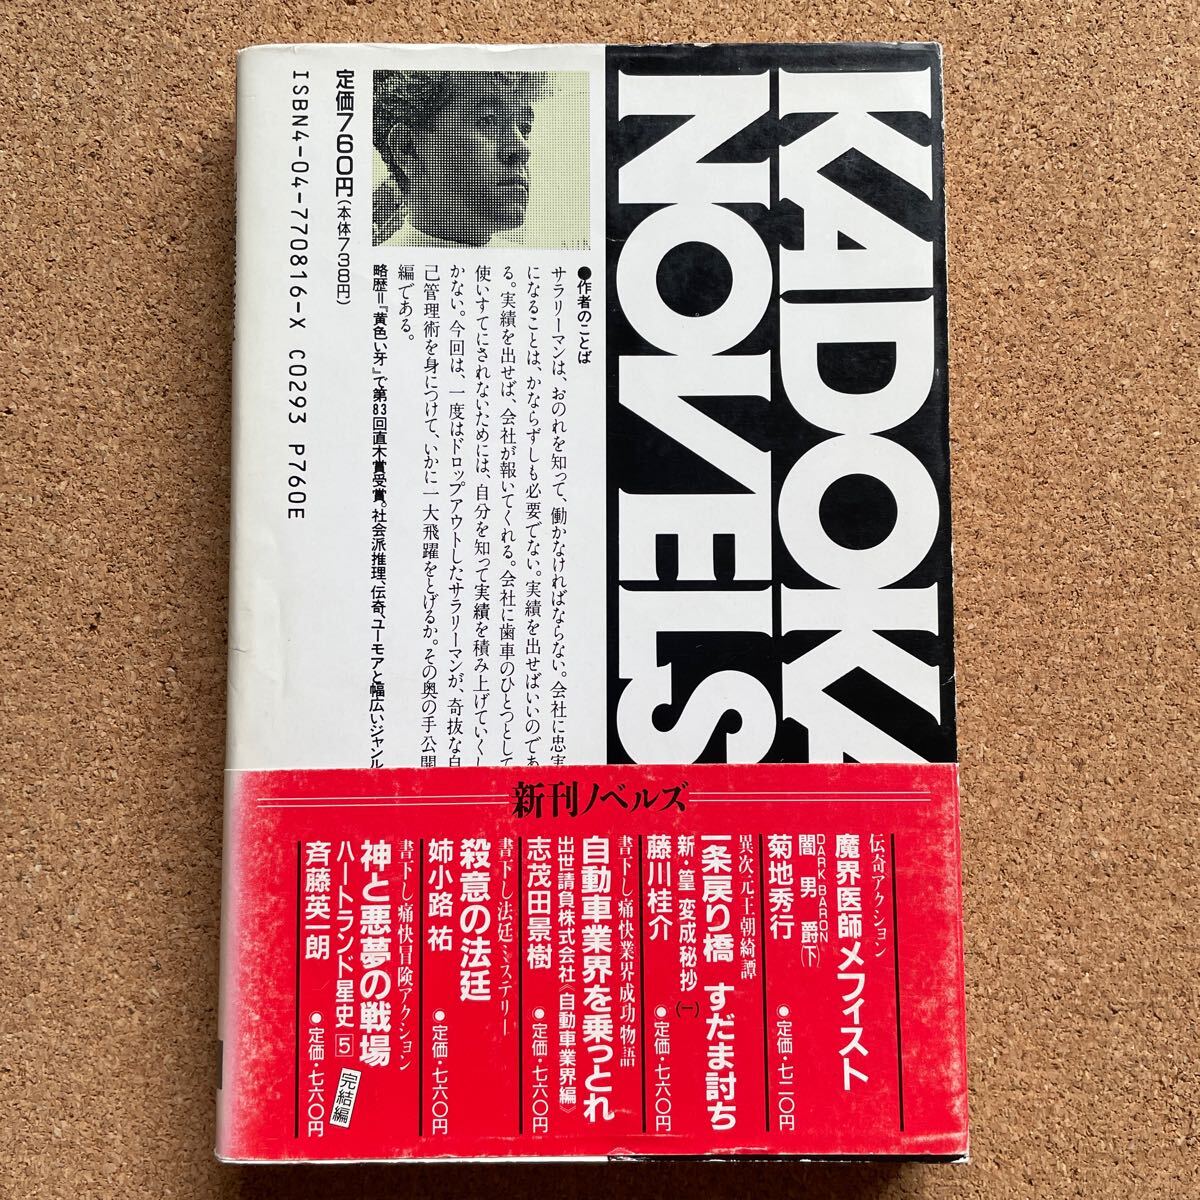 KADOKA
NOVELS
●作者のことば
サラリーマンは、おのれを知って、働かなければならない。会社に忠実
になることは、かならずしも必要でない。実績を出せばいいのであ
る。実績を出せば、会社が報いてくれる。会社に歯車のひとつとして
使いすてにされないためには、自分を知って実績を積み上げていくし
かない。今回は、一度はドロップアウトしたサラリーマンが、奇抜な自
己管理術を身につけて、いかに一大飛躍をとげるか。その奥の手公開
編である。
略歴=『黄色い牙』で第83回直木賞受賞。社会派推理、伝奇、ユーモアと幅広いジャンル
定価760円(本体738円)
ISBN4-04-770816-X C0293 P760E
新刊ノベルズ
伝奇アクション
魔界医師メフィスト
DARK BARON
闇男爵(下)
菊地秀行
●定価・七二〇円
異次元王朝綺譚
一条戻り橋 すだま討ち
新・篁 変成秘抄(一)
藤川桂介
●定価・七六〇円
書下し痛快業界成功物語
自動車業界を乗っとれ
出世請負株式会社《自動車業界編》
志茂田景樹
●定価・七六〇円
書下し法廷ミステリー
殺意の法廷
姉小路祐
●定価・七六〇円
書下し痛快冒険アクション
神と悪夢の戦場
ハートランド星史5
完結編
斉藤英一朗
●定価・七六〇円